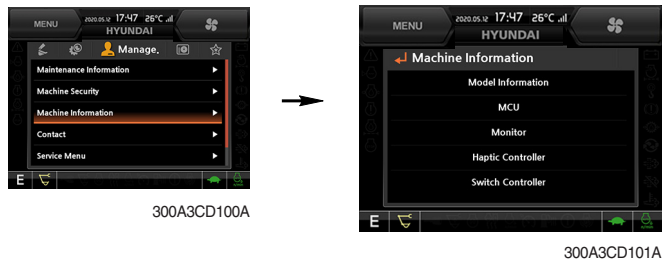 MENU
2020.05.12 17:47 26°C .ıl
HYUNDAI
Manage.
Maintenance Information
Machine Security
Machine Information
Contact
Service Menu
E
300A3CD100A
MENU
2020.05.12 17:47 26°C .ıl
HYUNDAI
Machine Information
Model Information
MCU
Monitor
Haptic Controller
Switch Controller
E
300A3CD101A